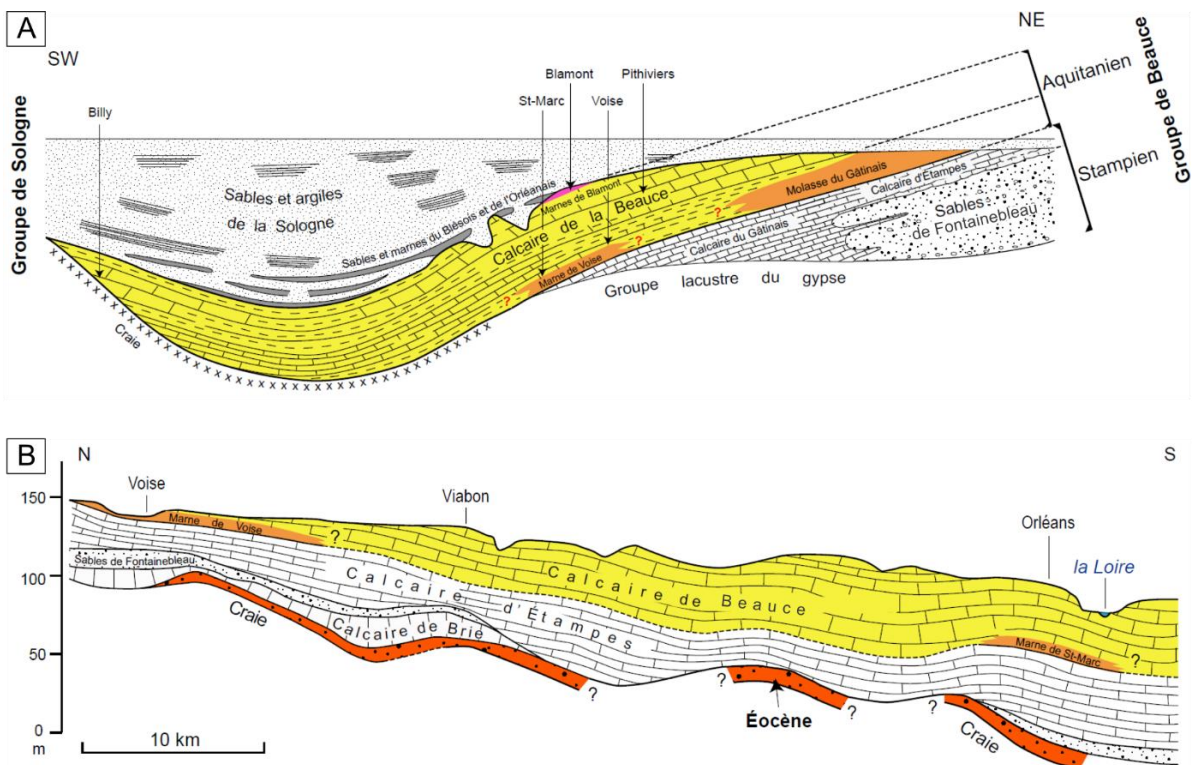 A
SW
NE
Groupe de Sologne
Billy
Blamont
Pithiviers
St-Marc
Voise
Aquitanien
Stampien
Groupe de Beauce
Sables et argiles
de la Sologne
Sables et marnes du Blésois et de l'Orléanais
Marnes de Blamont
Calcaire de la Beauce
Molasse du Gâtinais
Calcaire d'Étampes
Sables
de Fontainebleau
?
?
Calcaire du Gâtinais
Marne de Voise
?
Groupe lacustre du gypse
Craie
x x x x x x x x x x x x x x x x x x x x x x x x x x x x x x x x x x x x x x
B
N
S
Voise
Viabon
Orléans
la Loire
150
100
50
0
m
Marne de Voise
?
Sables de Fontainebleau
Calcaire de Beauce
Calcaire
d'Étampes
Craie
Calcaire de Brie
Marne de St-Marc
?
?
?
?
?
Éocène
Craie
10 km